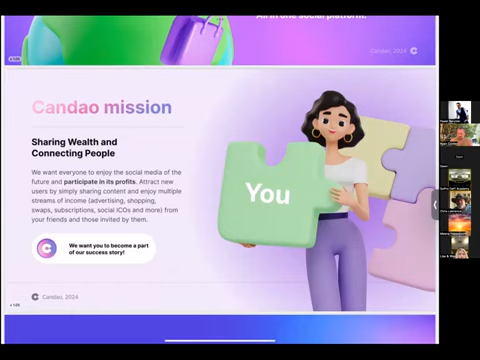 All in one social platform.
Candao, 2024
Candao mission
Sharing Wealth and
Connecting People
We want everyone to enjoy the social media of the
future and participate in its profits. Attract new
users by simply sharing content and enjoy multiple
streams of income (advertising, shopping,
swaps, subscriptions, social ICOs and more) from
your friends and those invited by them.
You
We want you to become a part
of our success story!
Candao, 2024